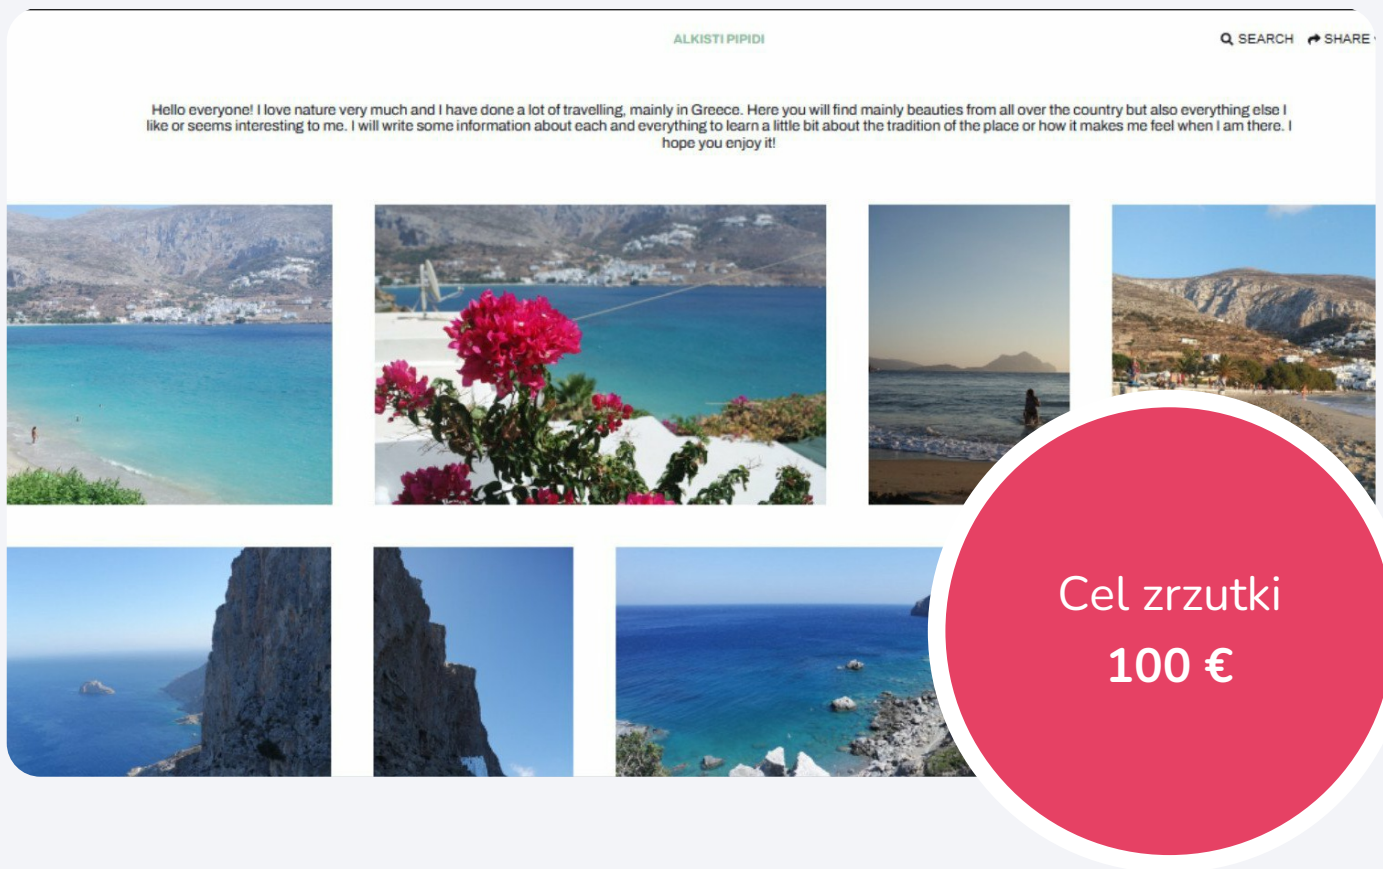 ALKISTI PIPIDI
SEARCH SHARE
Hello everyone! I love nature very much and I have done a lot of travelling, mainly in Greece. Here you will find mainly beauties from all over the country but also everything else I
like or seems interesting to me. I will write some information about each and everything to learn a little bit about the tradition of the place or how it makes me feel when I am there. I
hope you enjoy it!
Cel zrzutki
100 €